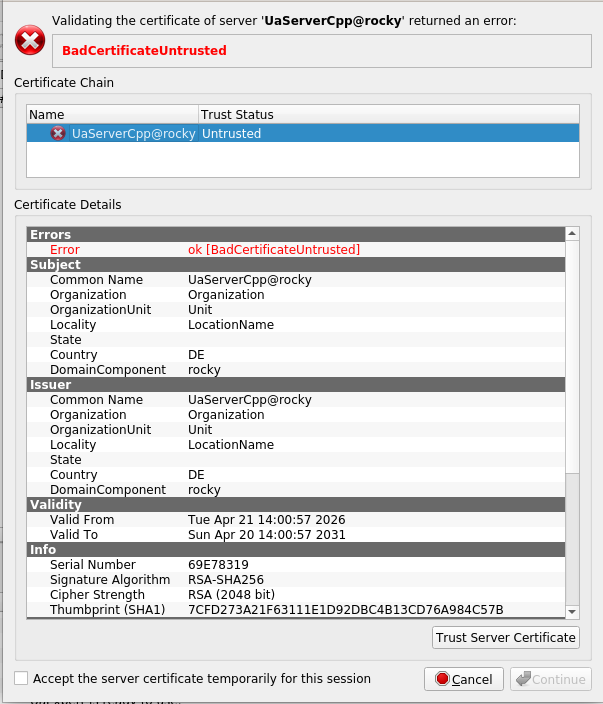 Validating the certificate of server 'UaServerCpp@rocky' returned an error:
BadCertificateUntrusted
Certificate Chain
Name Trust Status
UaServerCpp@rocky Untrusted
Certificate Details
Errors
Error ok [BadCertificateUntrusted]
Subject
Common Name UaServerCpp@rocky
Organization Organization
OrganizationUnit Unit
Locality LocationName
State
Country DE
DomainComponent rocky
Issuer
Common Name UaServerCpp@rocky
Organization Organization
OrganizationUnit Unit
Locality LocationName
State
Country DE
DomainComponent rocky
Validity
Valid From Tue Apr 21 14:00:57 2026
Valid To Sun Apr 20 14:00:57 2031
Info
Serial Number 69E78319
Signature Algorithm RSA-SHA256
Cipher Strength RSA (2048 bit)
Thumbprint (SHA1) 7CFD273A21F63111E1D92DBC4B13CD76A984C57B
Trust Server Certificate
Accept the server certificate temporarily for this session
Cancel Continue